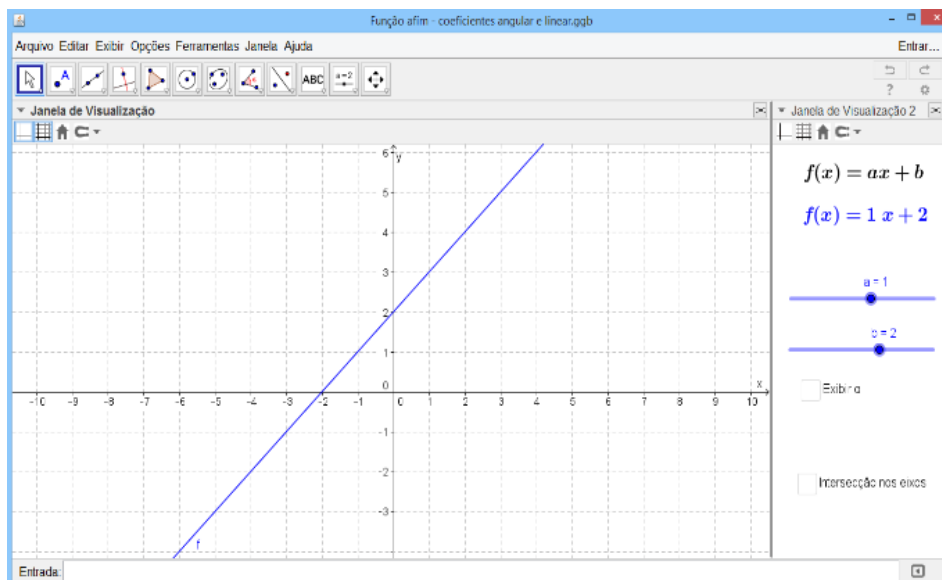 Função afim - coeficientes angular e linear.ggb
Arquivo Editar Exibir Opções Ferramentas Janela Ajuda
Entrar...
A
ABC
a=2
?
Janela de Visualização
Janela de Visualização 2
f(x) = ax + b
f(x) = 1 x + 2
a = 1
b = 2
Exibir α
Intersecção nos eixos
y
6
5
4
3
2
1
0
-1
-2
-3
x
-10 -9 -8 -7 -6 -5 -4 -3 -2 -1 0 1 2 3 4 5 6 7 8 9 10
f
Entrada: